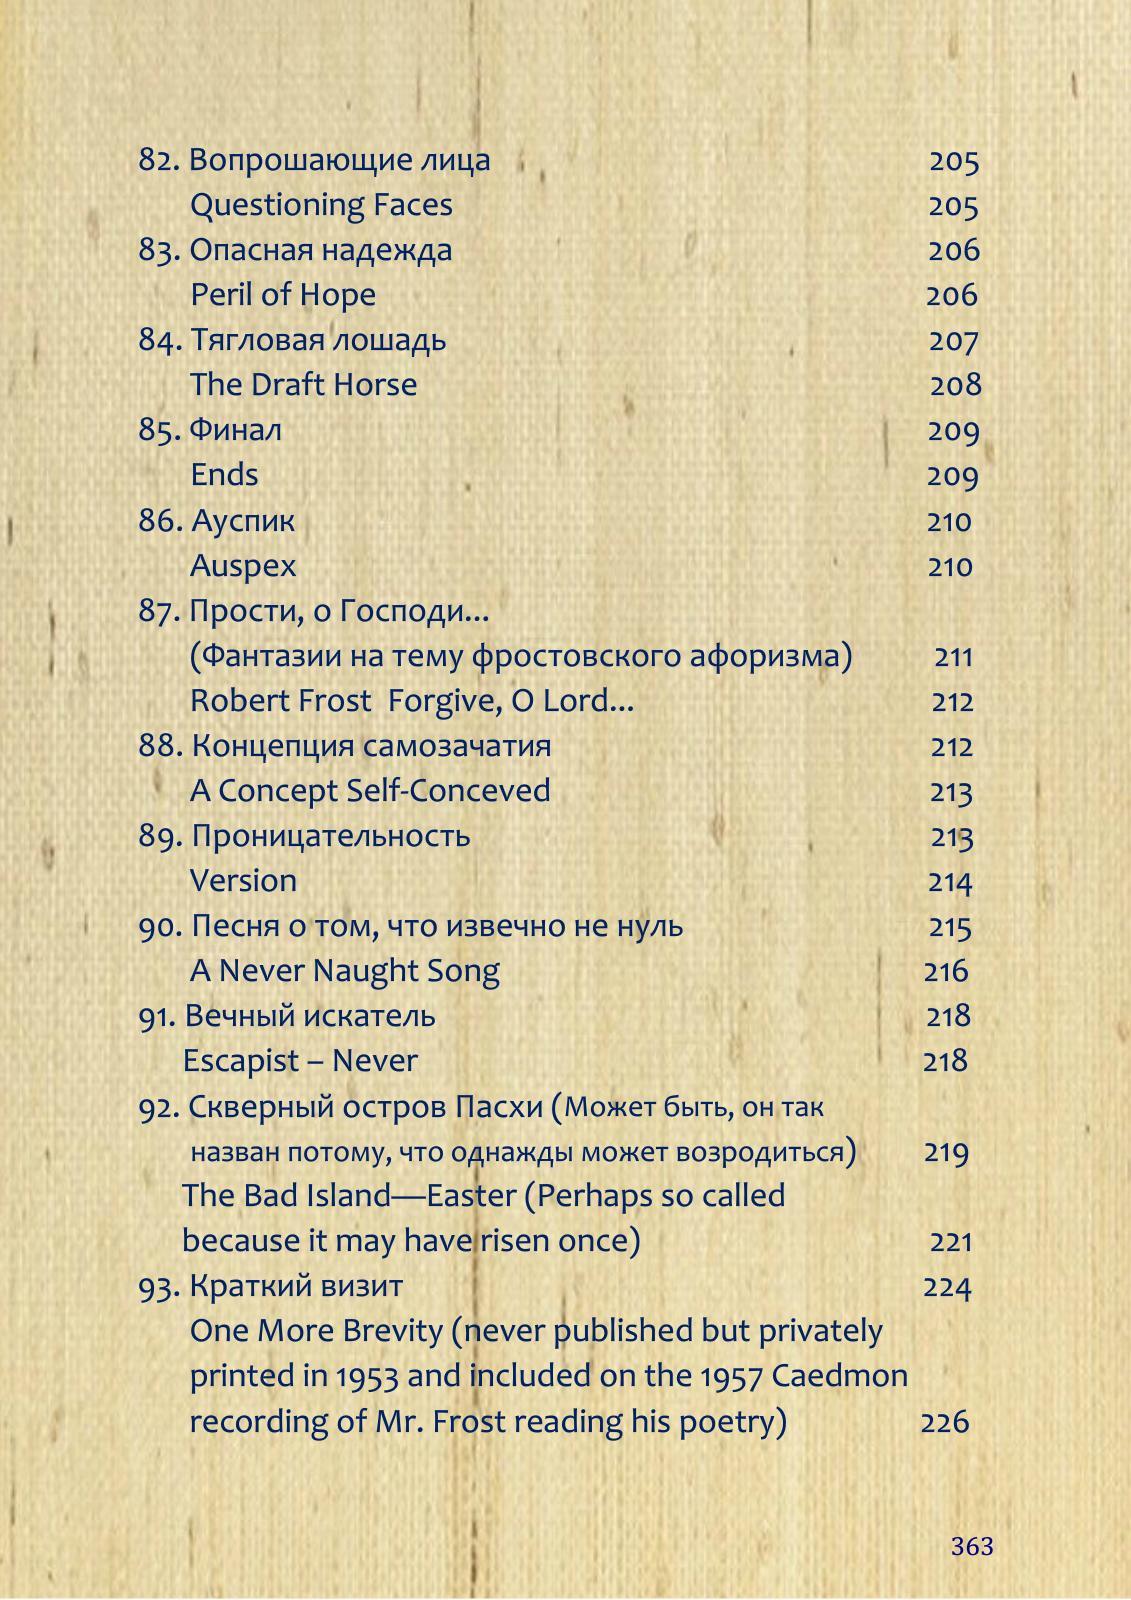 82. Вопрошающие лица 205
Questioning Faces 205
83. Опасная надежда 206
Peril of Hope 206
84. Тягловая лошадь 207
The Draft Horse 208
85. Финал 209
Ends 209
86. Ауспик 210
Auspex 210
87. Прости, о Господи...
(Фантазии на тему фростовского афоризма) 211
Robert Frost Forgive, O Lord... 212
88. Концепция самозачатия 212
A Concept Self-Conceved 213
89. Проницательность 213
Version 214
90. Песня о том, что извечно не нуль 215
A Never Naught Song 216
91. Вечный искатель 218
Escapist – Never 218
92. Скверный остров Пасхи (Может быть, он так
назван потому, что однажды может возродиться) 219
The Bad Island—Easter (Perhaps so called
because it may have risen once) 221
93. Краткий визит 224
One More Brevity (never published but privately
printed in 1953 and included on the 1957 Caedmon
recording of Mr. Frost reading his poetry) 226
363